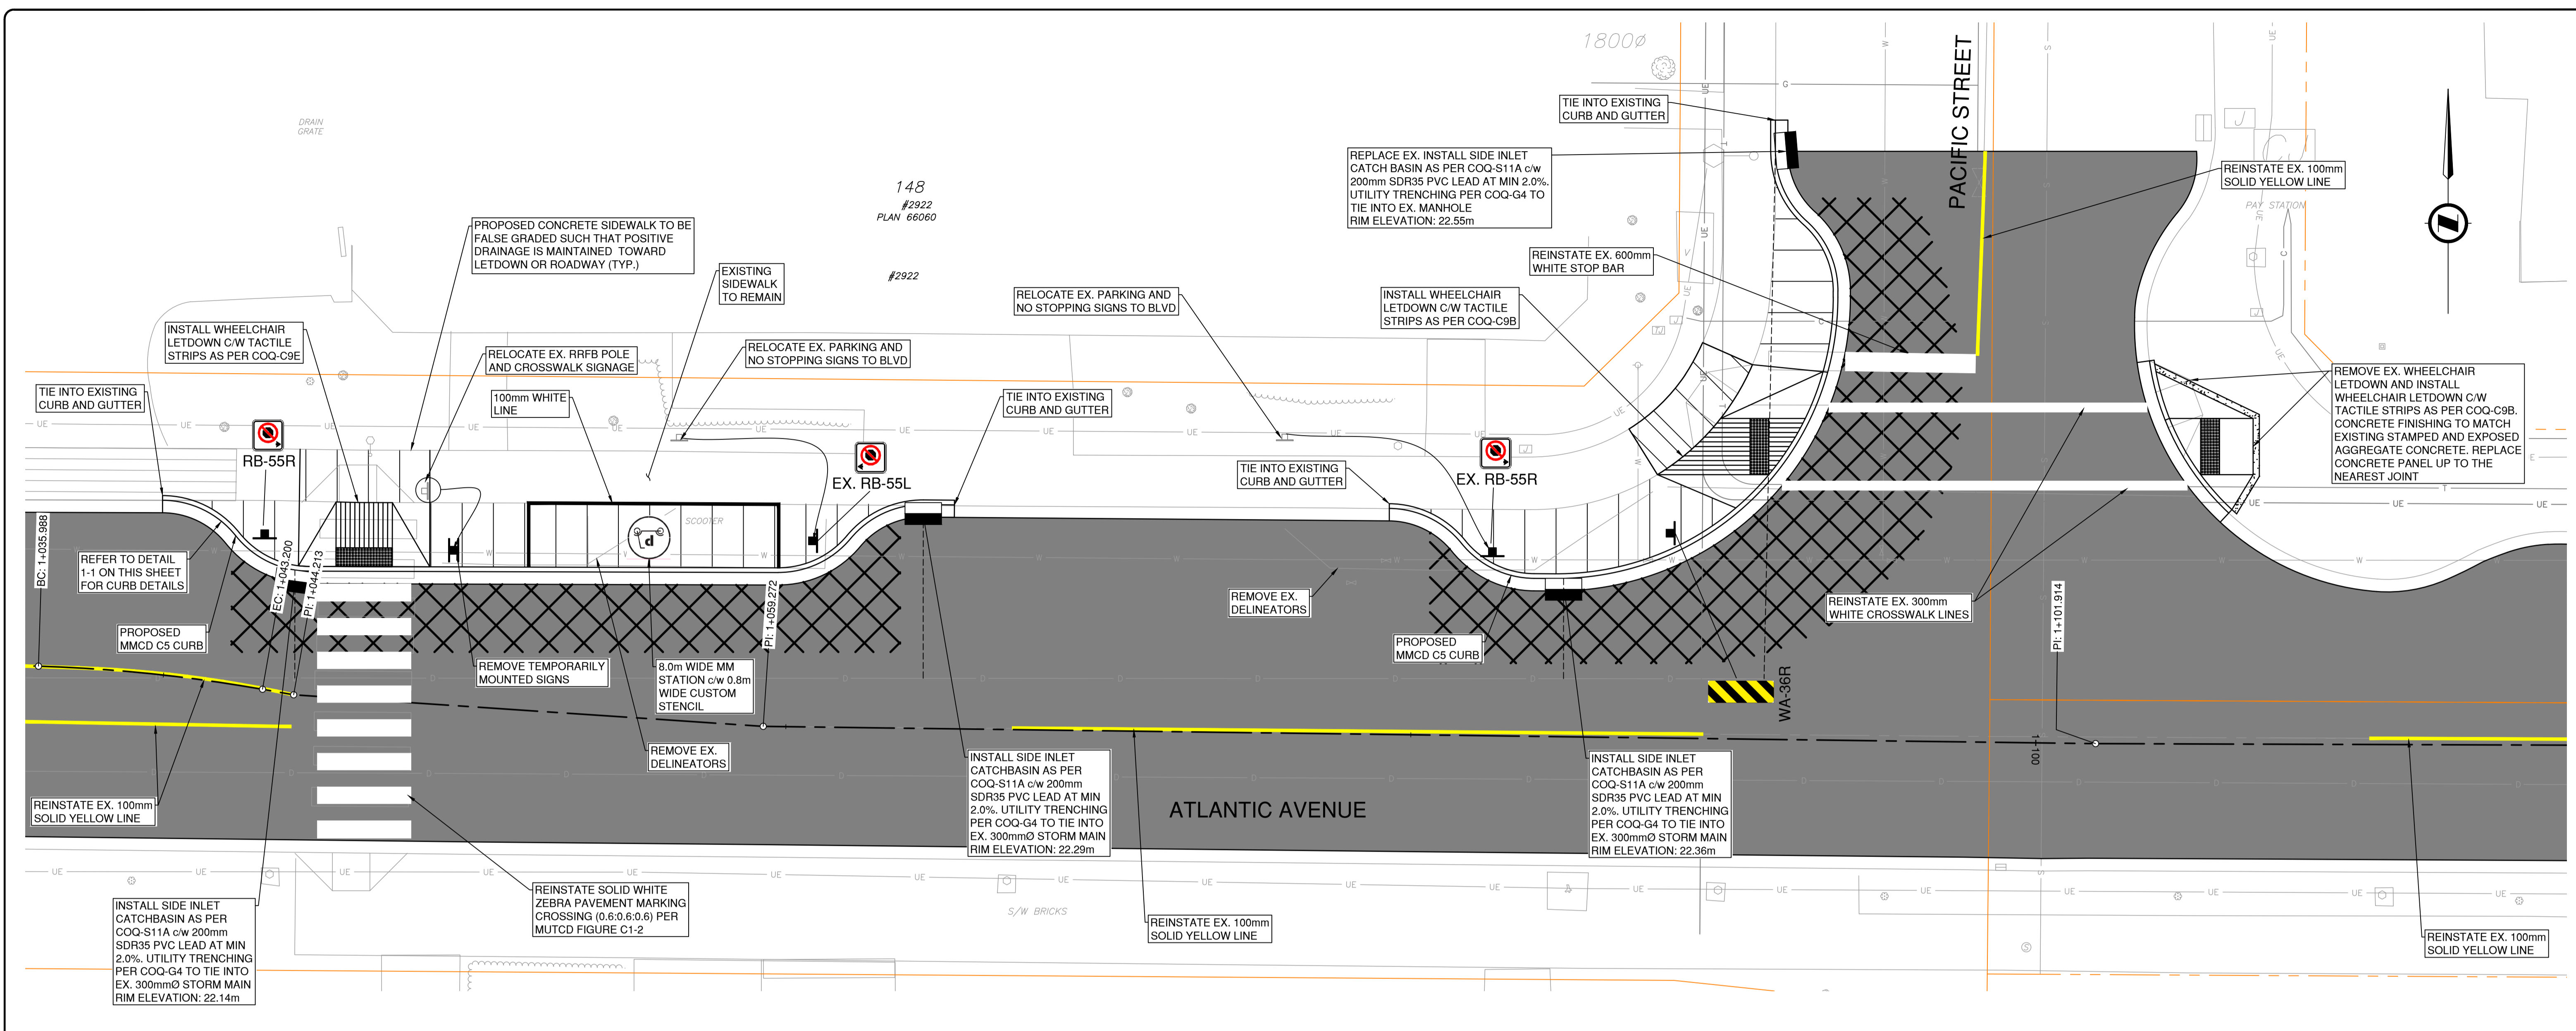 1800ø
PACIFIC STREET
TIE INTO EXISTING
CURB AND GUTTER
DRAIN
GRATE
REPLACE EX. INSTALL SIDE INLET
CATCH BASIN AS PER COQ-S11A c/w
200mm SDR35 PVC LEAD AT MIN 2.0%.
UTILITY TRENCHING PER COQ-G4 TO
TIE INTO EX. MANHOLE
RIM ELEVATION: 22.55m
REINSTATE EX. 100mm
SOLID YELLOW LINE
PAY STATION
148
#2922
PLAN 66060
#2922
PROPOSED CONCRETE SIDEWALK TO BE
FALSE GRADED SUCH THAT POSITIVE
DRAINAGE IS MAINTAINED TOWARD
LETDOWN OR ROADWAY (TYP.)
EXISTING
SIDEWALK
TO REMAIN
REINSTATE EX. 600mm
WHITE STOP BAR
RELOCATE EX. PARKING AND
NO STOPPING SIGNS TO BLVD
INSTALL WHEELCHAIR
LETDOWN C/W TACTILE
STRIPS AS PER COQ-C9B
INSTALL WHEELCHAIR
LETDOWN C/W TACTILE
STRIPS AS PER COQ-C9E
RELOCATE EX. RRFB POLE
AND CROSSWALK SIGNAGE
RELOCATE EX. PARKING AND
NO STOPPING SIGNS TO BLVD
REMOVE EX. WHEELCHAIR
LETDOWN AND INSTALL
WHEELCHAIR LETDOWN C/W
TACTILE STRIPS AS PER COQ-C9B.
CONCRETE FINISHING TO MATCH
EXISTING STAMPED AND EXPOSED
AGGREGATE CONCRETE. REPLACE
CONCRETE PANEL UP TO THE
NEAREST JOINT
TIE INTO EXISTING
CURB AND GUTTER
100mm WHITE
LINE
TIE INTO EXISTING
CURB AND GUTTER
RB-55R
EX. RB-55L
TIE INTO EXISTING
CURB AND GUTTER
EX. RB-55R
SCOOTER
BC: 1+035.988
REFER TO DETAIL
1-1 ON THIS SHEET
FOR CURB DETAILS
EC: 1+043.200
PI: 1+044.213
PI: 1+059.272
REMOVE EX.
DELINEATORS
REINSTATE EX. 300mm
WHITE CROSSWALK LINES
PI: 1+101.914
PROPOSED
MMCD C5 CURB
PROPOSED
MMCD C5 CURB
REMOVE TEMPORARILY
MOUNTED SIGNS
8.0m WIDE MM
STATION c/w 0.8m
WIDE CUSTOM
STENCIL
WA-36R
REMOVE EX.
DELINEATORS
1+100
INSTALL SIDE INLET
CATCHBASIN AS PER
COQ-S11A c/w 200mm
SDR35 PVC LEAD AT MIN
2.0%. UTILITY TRENCHING
PER COQ-G4 TO TIE INTO
EX. 300mmØ STORM MAIN
RIM ELEVATION: 22.29m
ATLANTIC AVENUE
INSTALL SIDE INLET
CATCHBASIN AS PER
COQ-S11A c/w 200mm
SDR35 PVC LEAD AT MIN
2.0%. UTILITY TRENCHING
PER COQ-G4 TO TIE INTO
EX. 300mmØ STORM MAIN
RIM ELEVATION: 22.36m
REINSTATE EX. 100mm
SOLID YELLOW LINE
INSTALL SIDE INLET
CATCHBASIN AS PER
COQ-S11A c/w 200mm
SDR35 PVC LEAD AT MIN
2.0%. UTILITY TRENCHING
PER COQ-G4 TO TIE INTO
EX. 300mmØ STORM MAIN
RIM ELEVATION: 22.14m
REINSTATE SOLID WHITE
ZEBRA PAVEMENT MARKING
CROSSING (0.6:0.6:0.6) PER
MUTCD FIGURE C1-2
S/W BRICKS
REINSTATE EX. 100mm
SOLID YELLOW LINE
REINSTATE EX. 100mm
SOLID YELLOW LINE